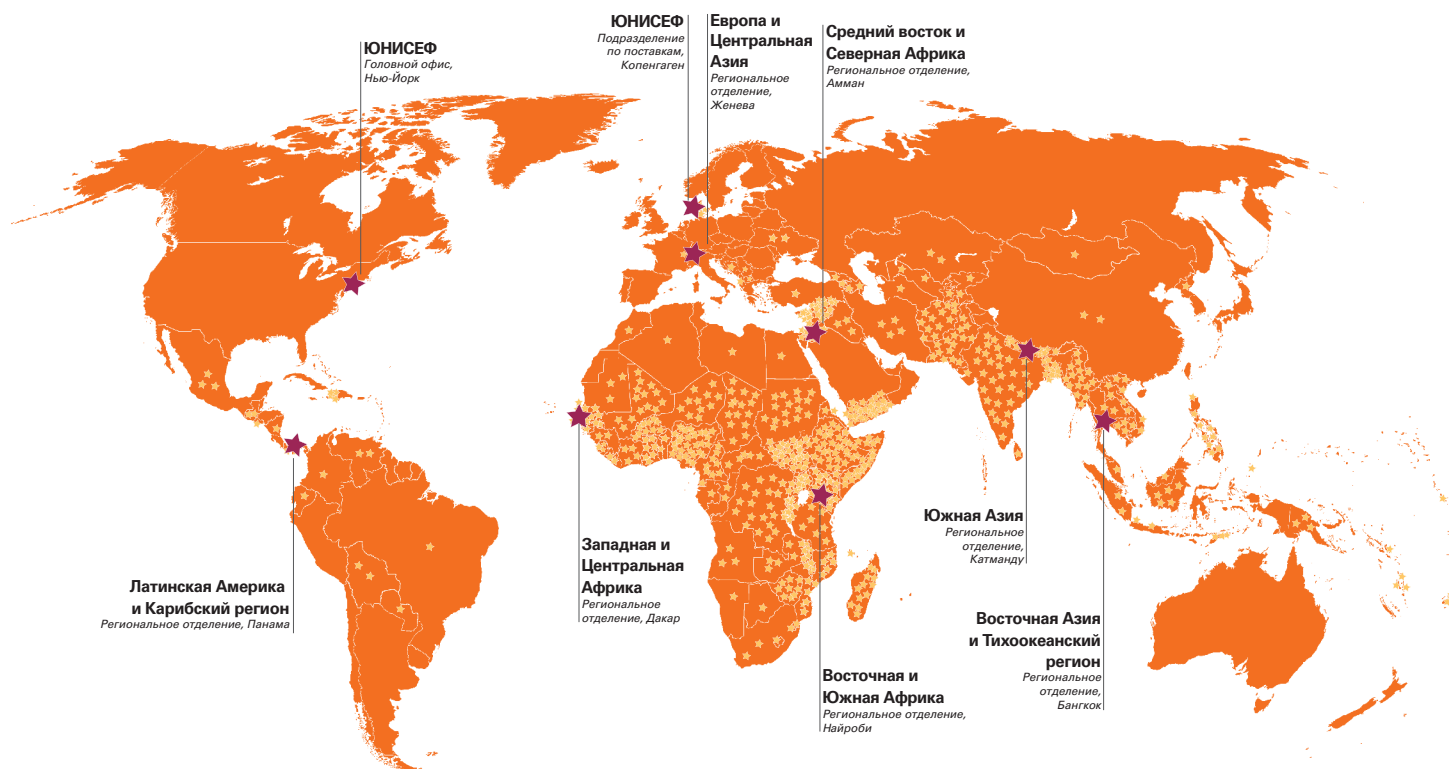 ЮНИСЕФ
Головной офис,
Нью-Йорк
ЮНИСЕФ
Подразделение
по поставкам,
Копенгаген
Европа и
Центральная
Азия
Региональное
отделение,
Женева
Средний восток и
Северная Африка
Региональное отделение,
Амман
Латинская Америка
и Карибский регион
Региональное отделение, Панама
Западная и
Центральная
Африка
Региональное
отделение, Дакар
Восточная и
Южная Африка
Региональное отделение,
Найроби
Южная Азия
Региональное
отделение,
Катманду
Восточная Азия
и Тихоокеанский
регион
Региональное
отделение,
Бангкок